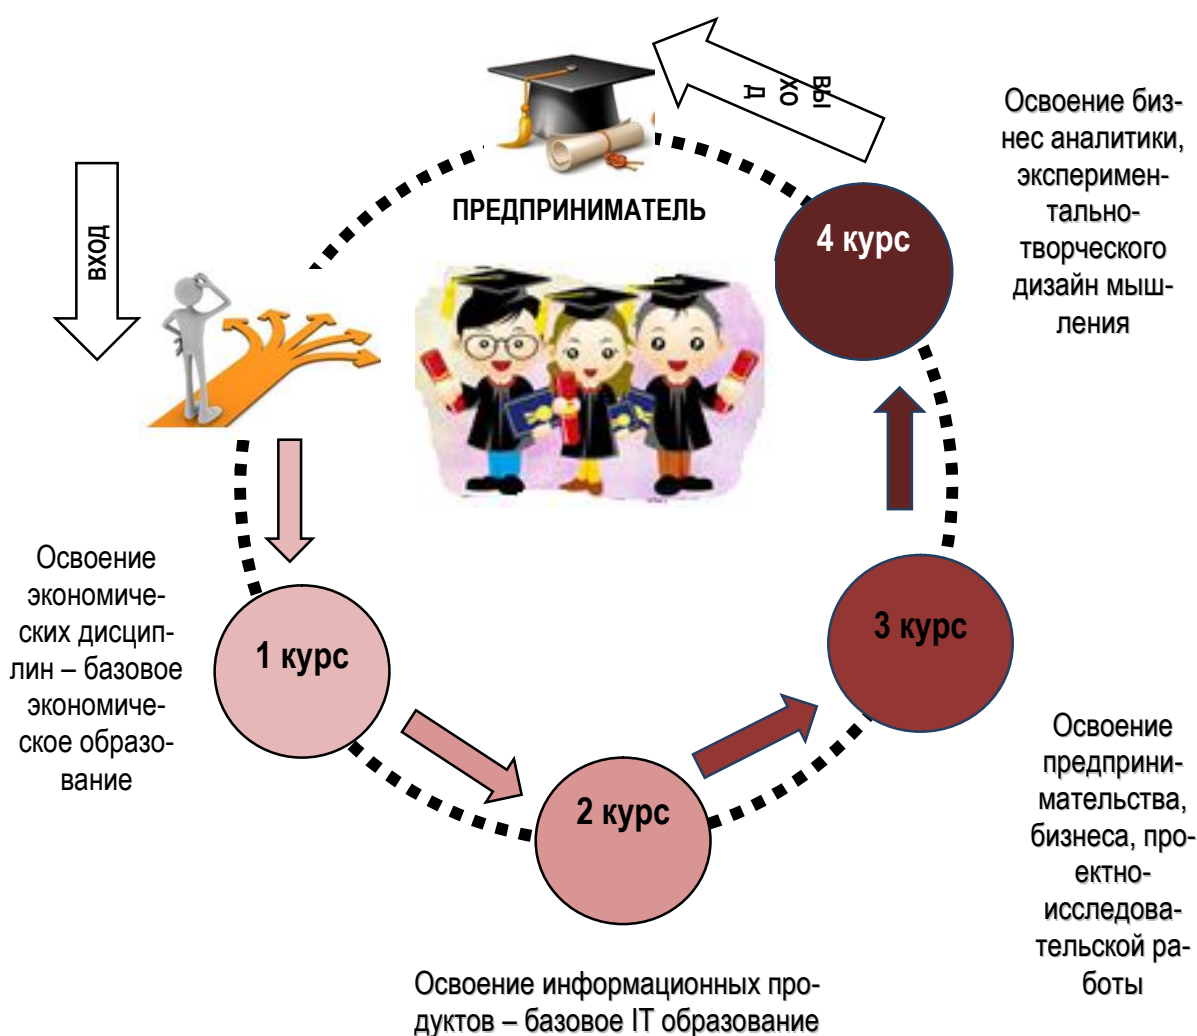 ВЫ
ХО
Д
ПРЕДПРИНИМАТЕЛЬ
ВХОД
4 курс
Освоение биз-
нес аналитики,
эксперимен-
тально-
творческого
дизайн мыш-
ления
Освоение
экономиче-
ских дисцип-
лин – базовое
экономиче-
ское образо-
вание
1 курс
2 курс
3 курс
Освоение
предприни-
мательства,
бизнеса, про-
ектно-
исследова-
тельской ра-
боты
Освоение информационных про-
дуктов – базовое IT образование